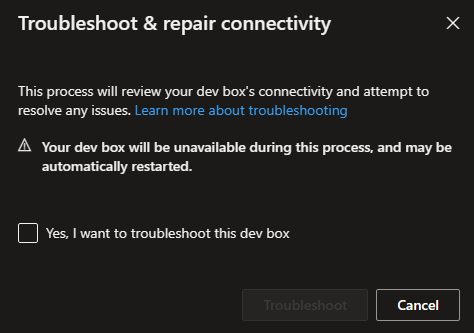 Troubleshoot & repair connectivity
This process will review your dev box's connectivity and attempt to
resolve any issues. Learn more about troubleshooting
Your dev box will be unavailable during this process, and may be
automatically restarted.
Yes, I want to troubleshoot this dev box
Troubleshoot
Cancel